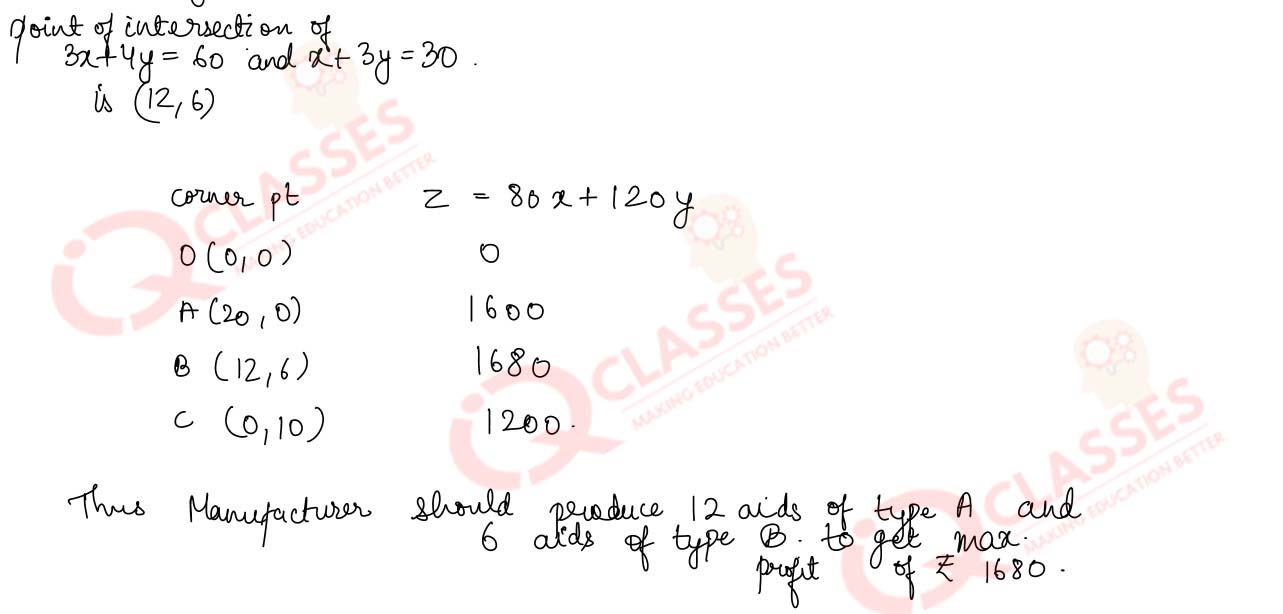 point of intersection of
3x+4y = 60 and x+3y = 30.
is (12,6)
corner pt Z = 80x+120y
O (0,0) 0
A (20,0) 1600
B (12,6) 1680
C (0,10) 1200.
Thus Manufacturer should produce 12 aids of type A and
6 aids of type B. to get max.
profit of ₹ 1680.
IQ CLASSES
MAKING EDUCATION BETTER
IQ CLASSES
MAKING EDUCATION BETTER
IQ CLASSES
MAKING EDUCATION BETTER